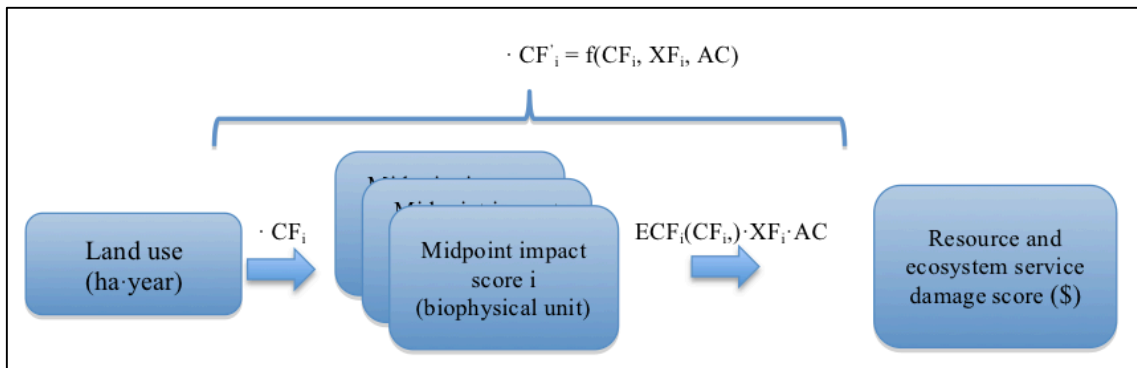 · CF'i = f(CFi, XFi, AC)
Land use
(ha·year)
· CFi
Midpoint impact
score i
(biophysical unit)
ECFi(CFi,)·XFi·AC
Resource and
ecosystem service
damage score ($)